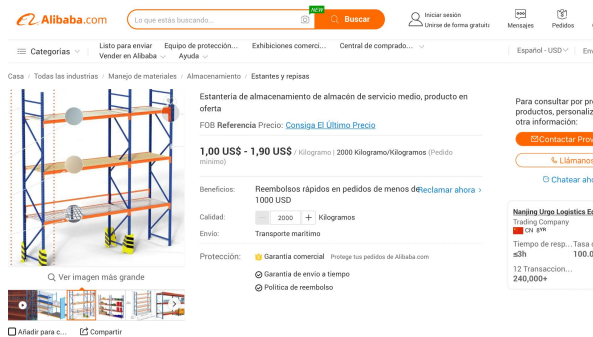 Alibaba.com
Lo que estás buscando...
NEW
Buscar
Iniciar sesión
Unirse de forma gratuita
Mensajes
Pedidos
Categorías
Listo para enviar
Equipo de protección...
Exhibiciones comerci...
Central de comprado...
Vender en Alibaba
Ayuda
Español - USD
Casa / Todas las industrias / Manejo de materiales / Almacenamiento / Estantes y repisas
Estantería de almacenamiento de almacén de servicio medio, producto en
oferta
FOB Referencia Precio: Consiga El Último Precio
1,00 US$ - 1,90 US$ / Kilogramo | 2000 Kilogramo/Kilogramos (Pedido
mínimo)
Beneficios:
Reembolsos rápidos en pedidos de menos de
1000 USD
Reclamar ahora >
Calidad:
- 2000 + Kilogramos
Envío:
Transporte marítimo
Protección:
Garantía comercial Protege tus pedidos de Alibaba.com
Garantía de envío a tiempo
Política de reembolso
Ver imagen más grande
Añadir para c...
Compartir
Para consultar por pr
productos, personaliz
otra información:
Contactar Prov
Llámanos
Chatear aho
Nanjing Urgo Logistics E
Trading Company
CN 8YR
Tiempo de resp...
Tasa d
≤3h
100.0
12 Transaccion...
240,000+